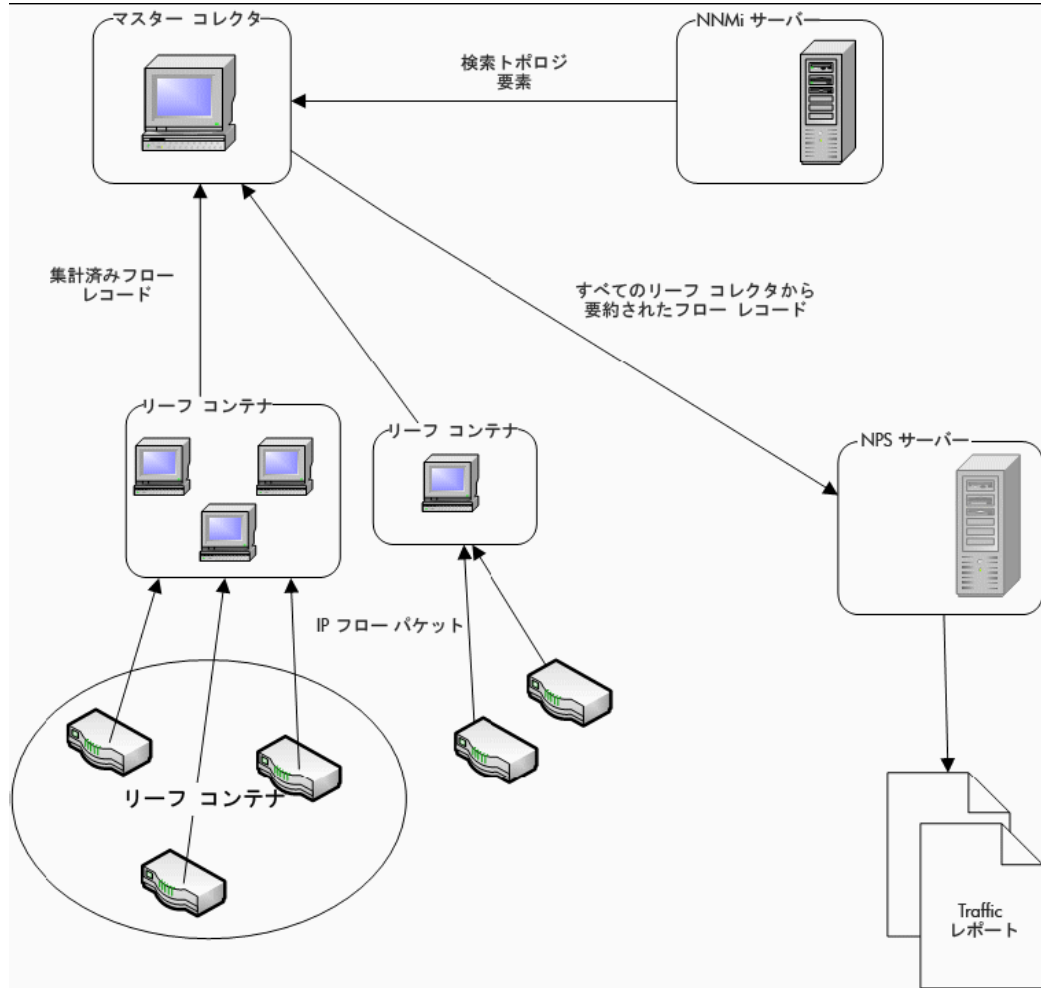 マスター コレクタ
NNMi サーバー
検索トポロジ
要素
集計済みフロー
レコード
すべてのリーフ コレクタから
要約されたフロー レコード
リーフ コンテナ
リーフ コンテナ
NPS サーバー
IP フロー パケット
リーフ コンテナ
Traffic
レポート